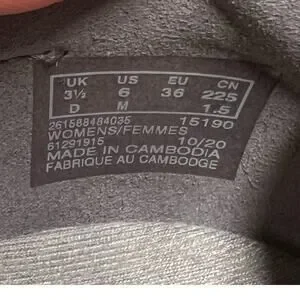 UK US EU CN
3½ 6 36 225
D M 1.5
261588484035 15190
WOMENS/FEMMES
61291915 10/20
MADE IN CAMBODIA
FABRIQUE AU CAMBODGE